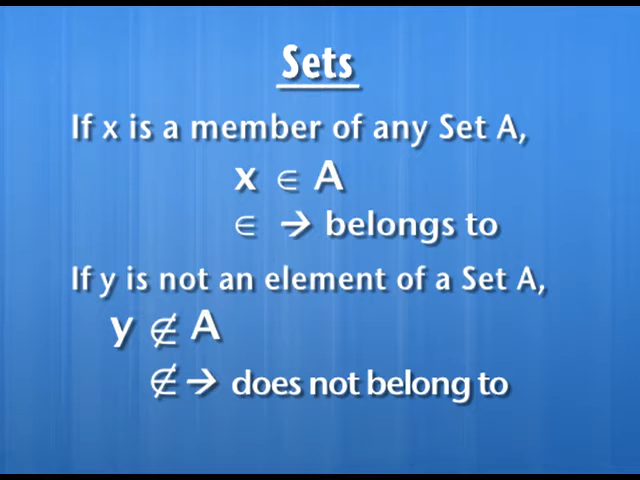 Sets
If x is a member of any Set A,
x ∈ A
∈ → belongs to
If y is not an element of a Set A,
y ∉ A
∉ → does not belong to